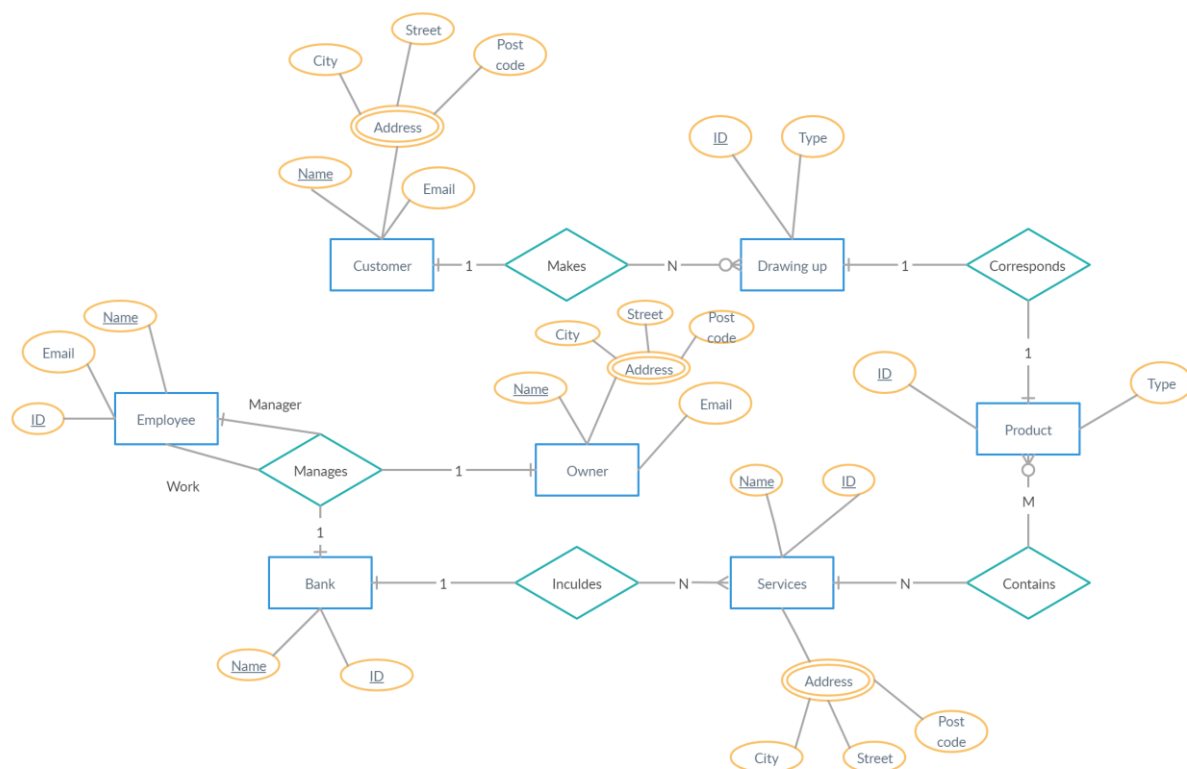 Street
City
Post
code
Address
ID
Type
Name
Email
Customer
1
Makes
N
Drawing up
1
Corresponds
Name
Street
Post
code
City
Email
Address
1
ID
Name
Type
ID
Employee
Manager
Email
Product
Manages
1
Owner
Work
Name
ID
M
1
Bank
1
Inculdes
N
Services
N
Contains
Name
ID
Address
Post
code
City
Street